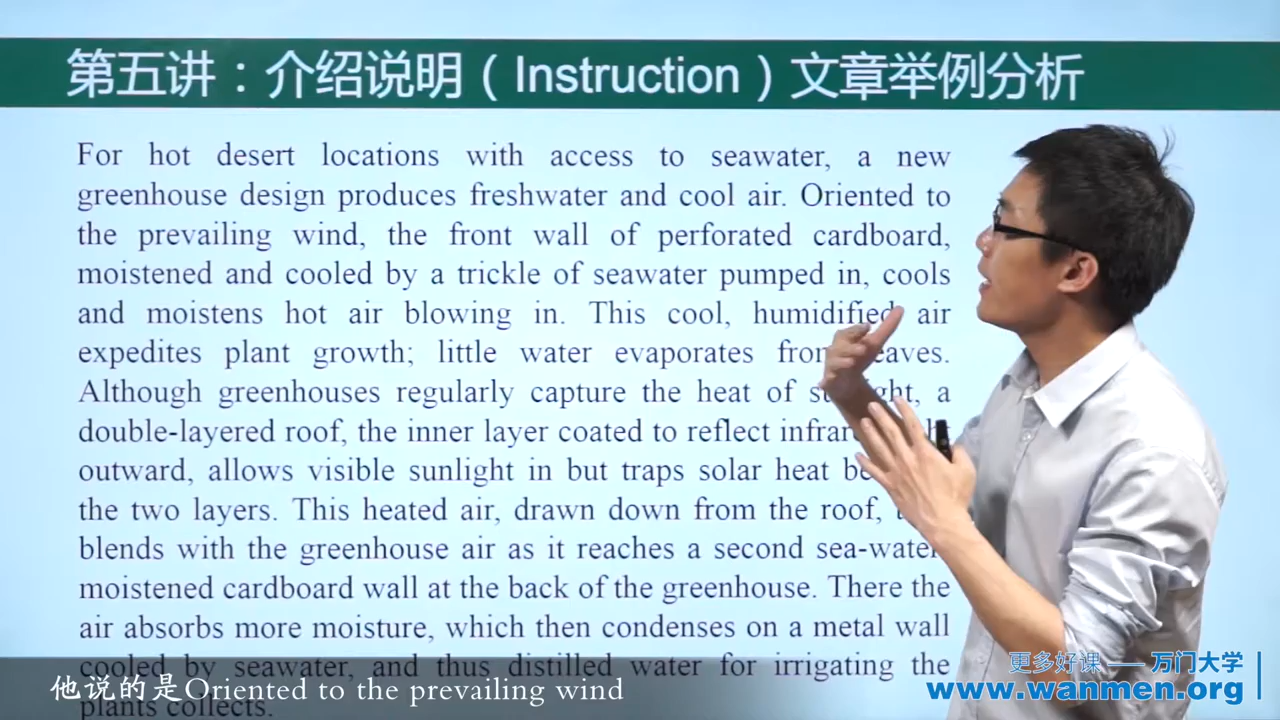 第五讲：介绍说明（Instruction）文章举例分析
For hot desert locations with access to seawater, a new
greenhouse design produces freshwater and cool air. Oriented to
the prevailing wind, the front wall of perforated cardboard,
moistened and cooled by a trickle of seawater pumped in, cools
and moistens hot air blowing in. This cool, humidified air
expedites plant growth; little water evaporates from leaves.
Although greenhouses regularly capture the heat of sunlight, a
double-layered roof, the inner layer coated to reflect infrared
outward, allows visible sunlight in but traps solar heat
the two layers. This heated air, drawn down from the roof,
blends with the greenhouse air as it reaches a second sea-water
moistened cardboard wall at the back of the greenhouse. There the
air absorbs more moisture, which then condenses on a metal wall
cooled by seawater, and thus distilled water for irrigating the
plants collects.
他说的是Oriented to the prevailing wind
更多好课 —— 万门大学
www.wanmen.org